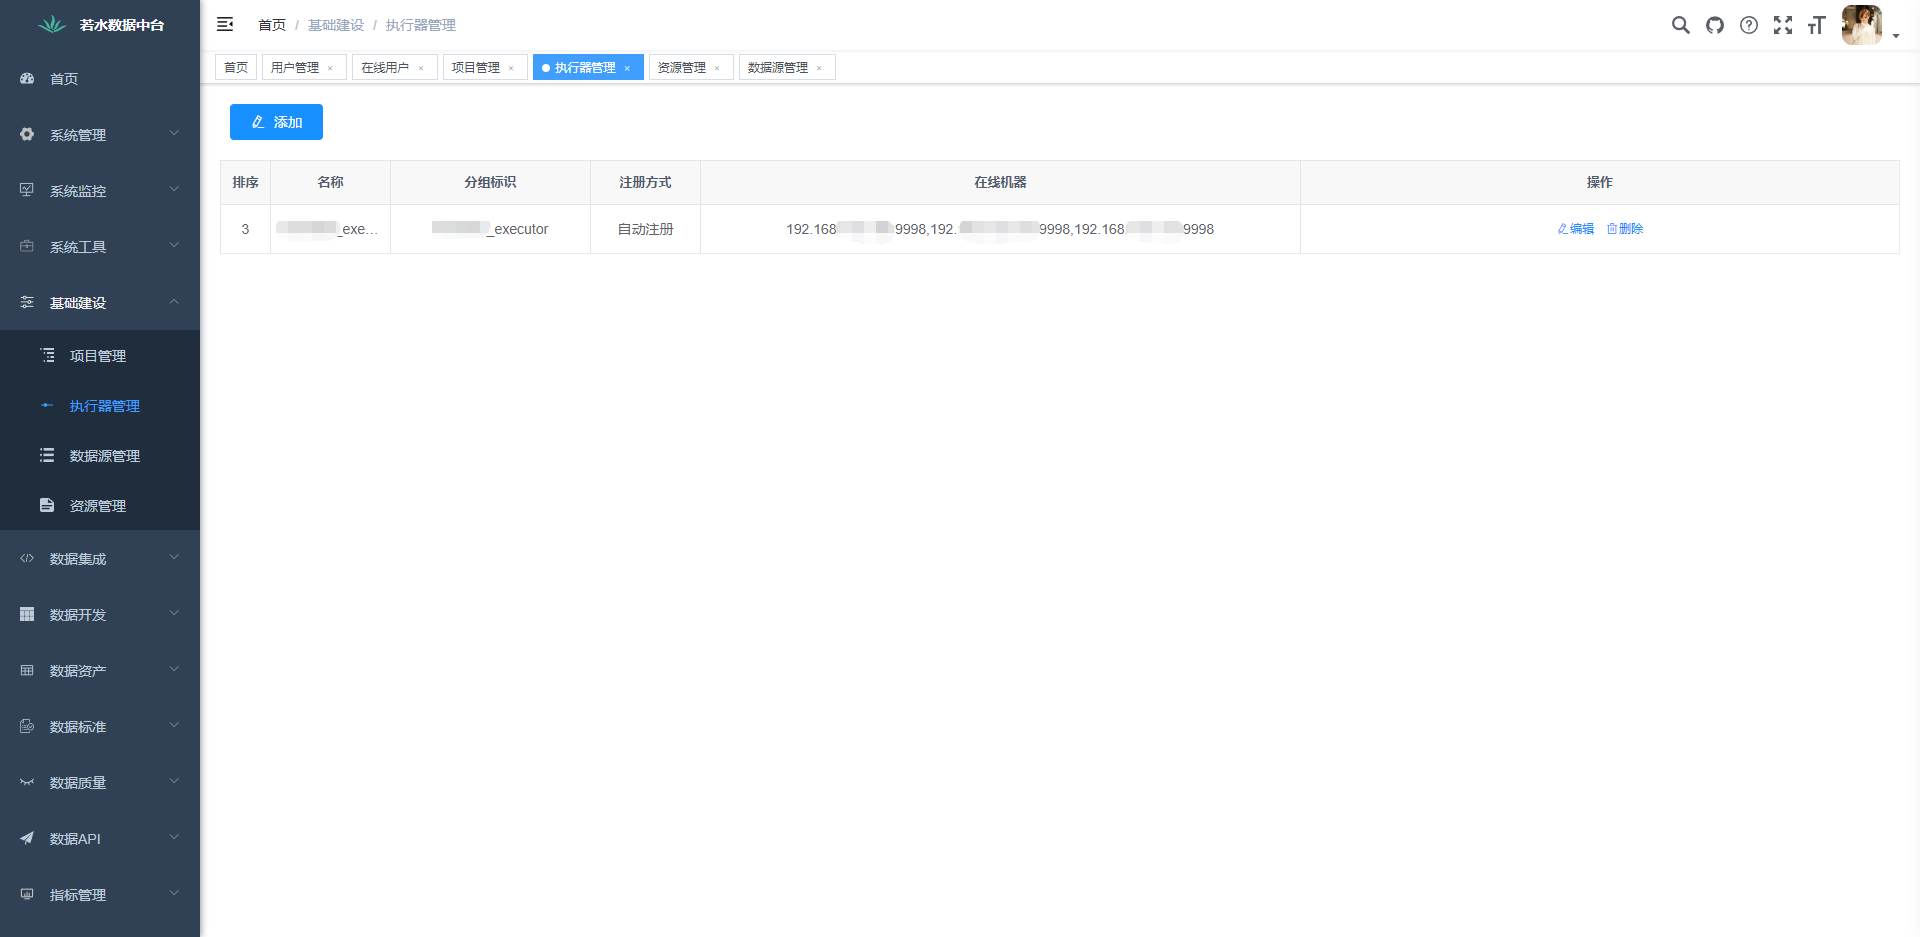 若水数据中台
首页
系统管理
系统监控
系统工具
基础建设
项目管理
执行器管理
数据源管理
资源管理
数据集成
数据开发
数据资产
数据标准
数据质量
数据API
指标管理
首页 / 基础建设 / 执行器管理
首页 用户管理 × 在线用户 × 项目管理 × 执行器管理 × 资源管理 × 数据源管理 ×
添加
排序 名称 分组标识 注册方式 在线机器 操作
3 _exe... _executor 自动注册 192.168 9998,192. 9998,192.168. 9998 编辑 删除